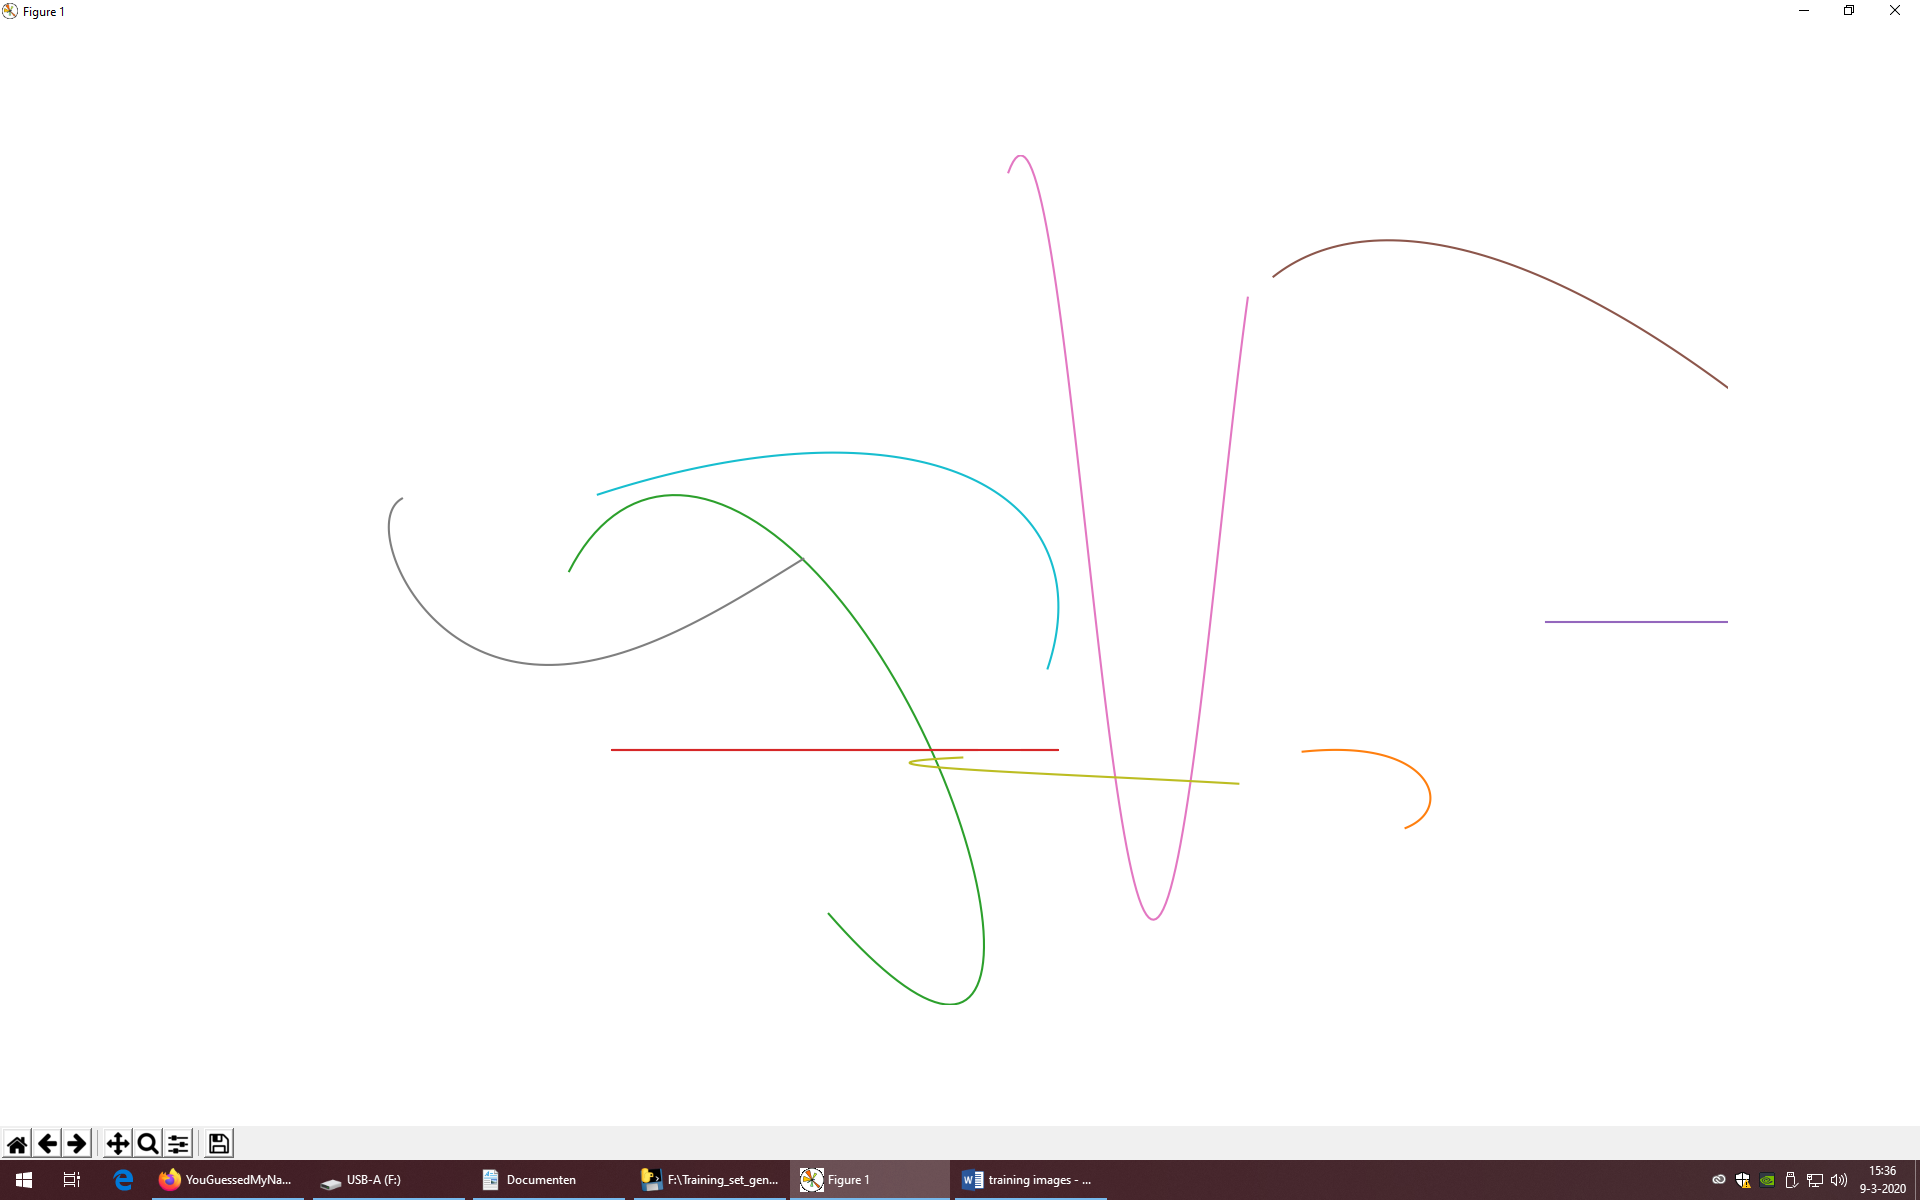 Figure 1
YouGuessedMyNa...
USB-A (F:)
Documenten
F:\Training_set_gen...
Figure 1
training images - ...
15:36
9-3-2020